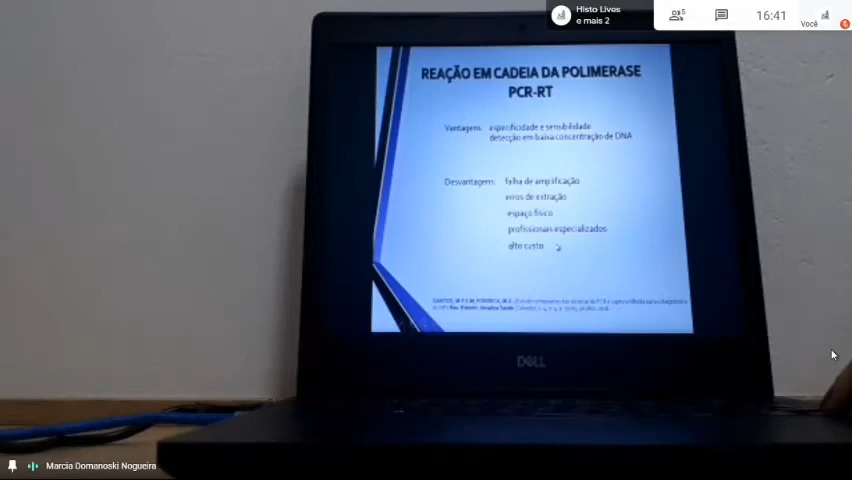 Histo Lives
e mais 2
5
16:41
Você
REAÇÃO EM CADEIA DA POLIMERASE
PCR-RT
Vantagens: especificidade e sensibilidade
detecção em baixa concentração de DNA
Desvantagens: falha de amplificação
erros de extração
espaço físico
profissionais especializados
alto custo
DELL
Marcia Domanoski Nogueira